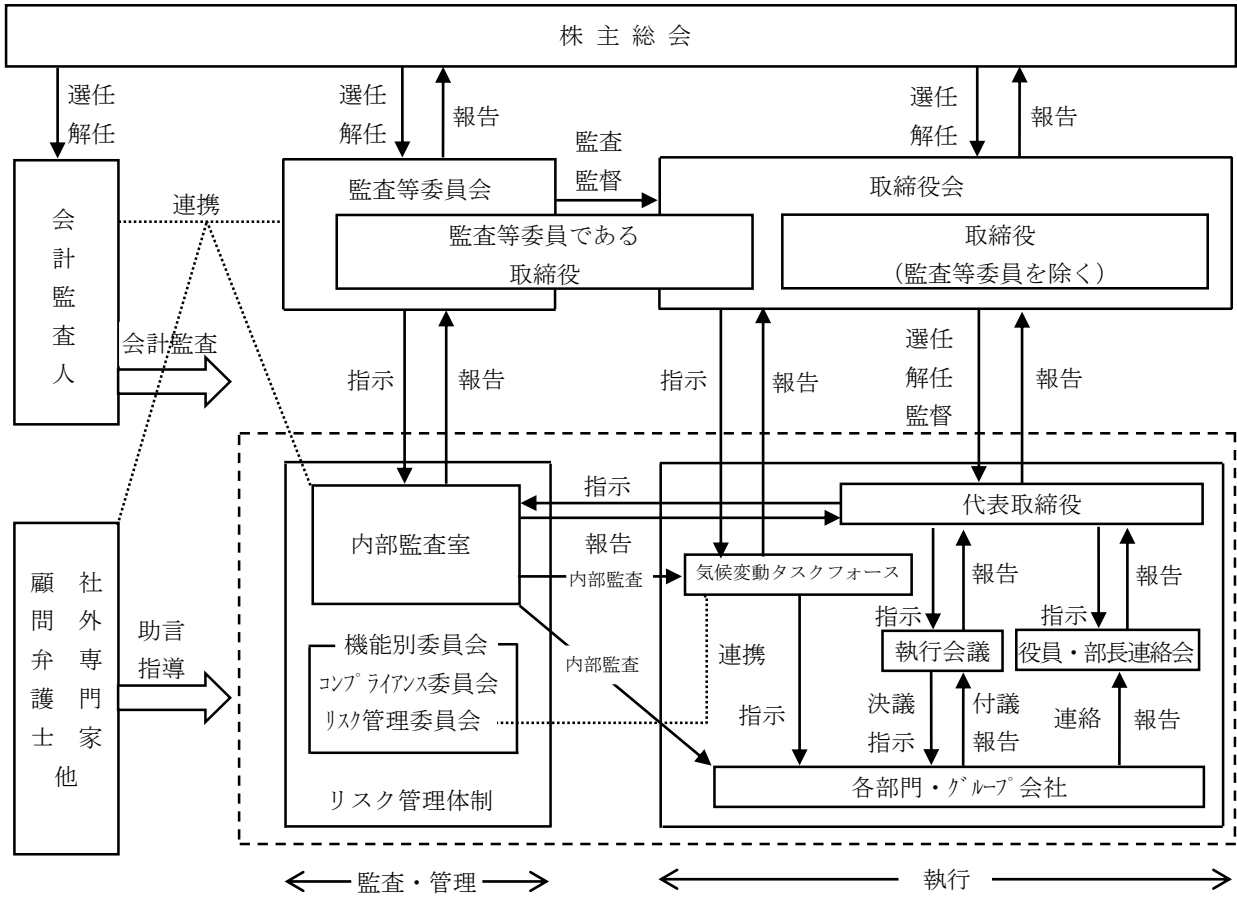 株主総会
選任
解任
選任
解任
報告
選任
解任
報告
会計監査人
連携
監査等委員会
監査
監督
取締役会
監査等委員である
取締役
取締役
（監査等委員を除く）
会計監査
指示
報告
指示
報告
選任
解任
監督
報告
内部監査室
指示
報告
代表取締役
内部監査
気候変動タスクフォース
指示
報告
指示
報告
顧問弁護士
社外専門家
他
助言
指導
機能別委員会
ｺﾝﾌﾟﾗｲｱﾝｽ委員会
ﾘｽｸ管理委員会
内部監査
連携
執行会議
役員・部長連絡会
指示
決議
指示
付議
報告
連絡
報告
リスク管理体制
各部門・ｸﾞﾙｰﾌﾟ会社
監査・管理
執行